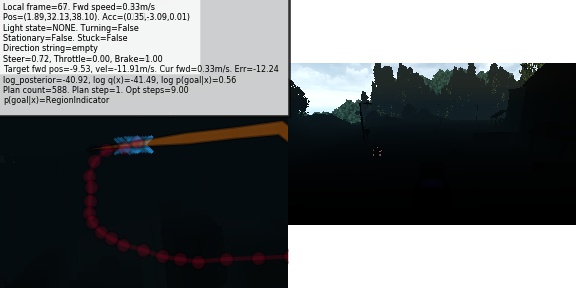 Local frame=67. Fwd speed=0.33m/s
Pos=(1.89,32.13,38.10). Acc=(0.35,-3.09,0.01)
Light state=NONE. Turning=False
Stationary=False. Stuck=False
Direction string=empty
Steer=0.72, Throttle=0.00, Brake=1.00
Target fwd pos=-9.53, vel=-11.91m/s. Cur fwd=0.33m/s. Err=-12.24
log_posterior=-40.92, log q(x)=-41.49, log p(goal|x)=0.56
Plan count=588. Plan step=1. Opt steps=9.00
p(goal|x)=RegionIndicator